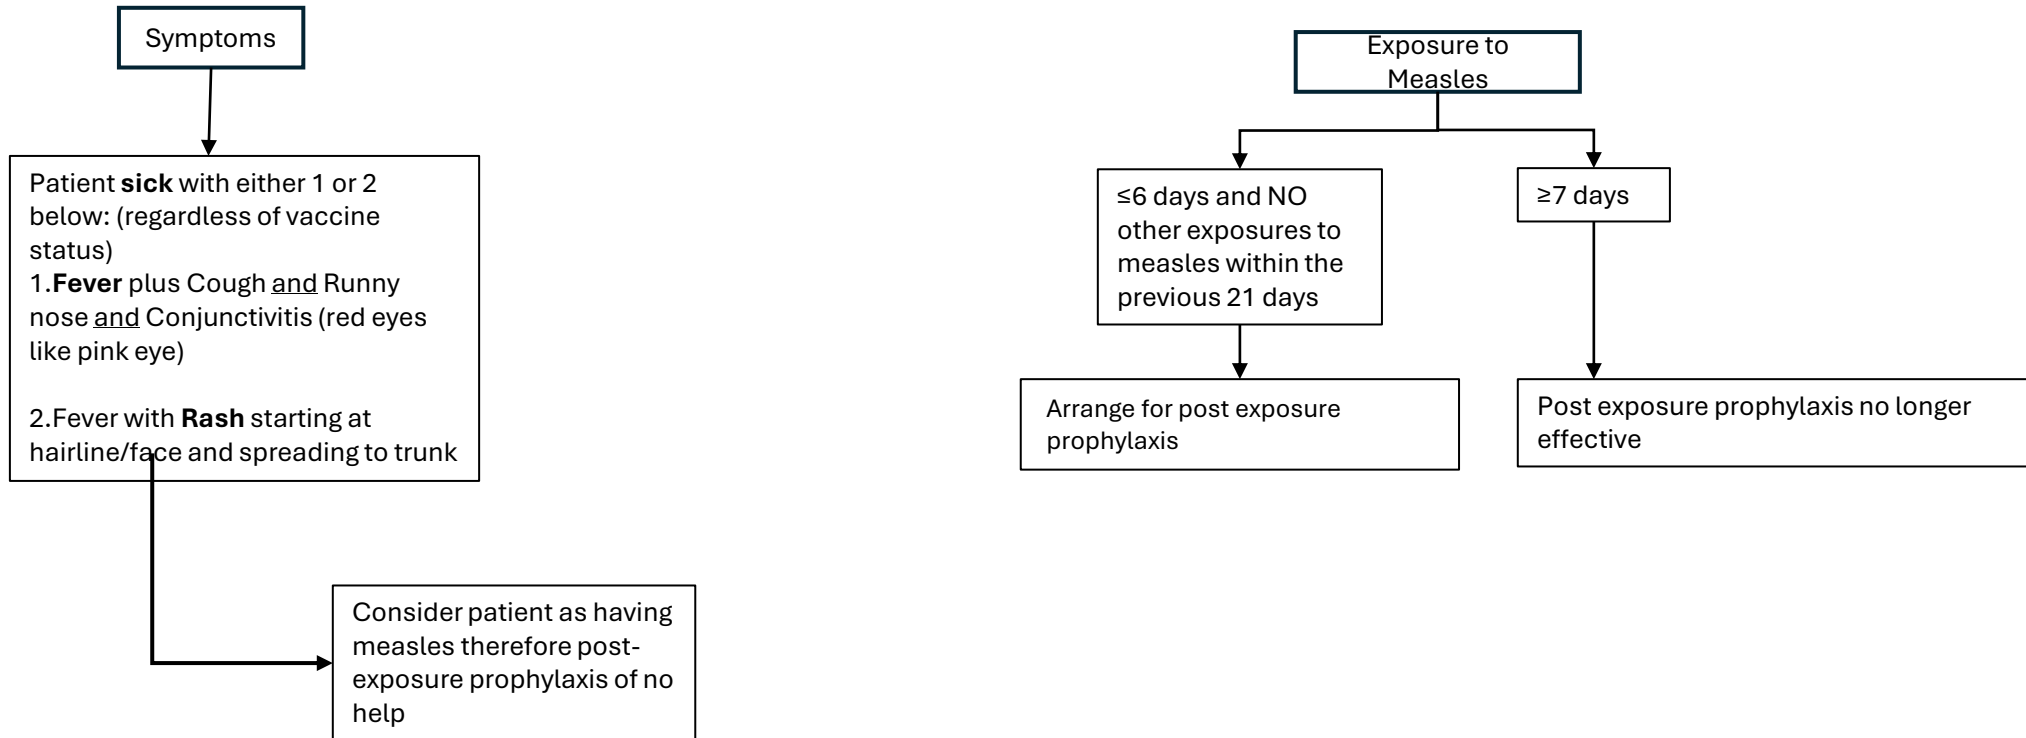 Symptoms
Patient sick with either 1 or 2
below: (regardless of vaccine
status)
1.Fever plus Cough and Runny
nose and Conjunctivitis (red eyes
like pink eye)
2.Fever with Rash starting at
hairline/face and spreading to trunk
Consider patient as having
measles therefore post-
exposure prophylaxis of no
help
Exposure to
Measles
≤6 days and NO
other exposures to
measles within the
previous 21 days
≥7 days
Arrange for post exposure
prophylaxis
Post exposure prophylaxis no longer
effective